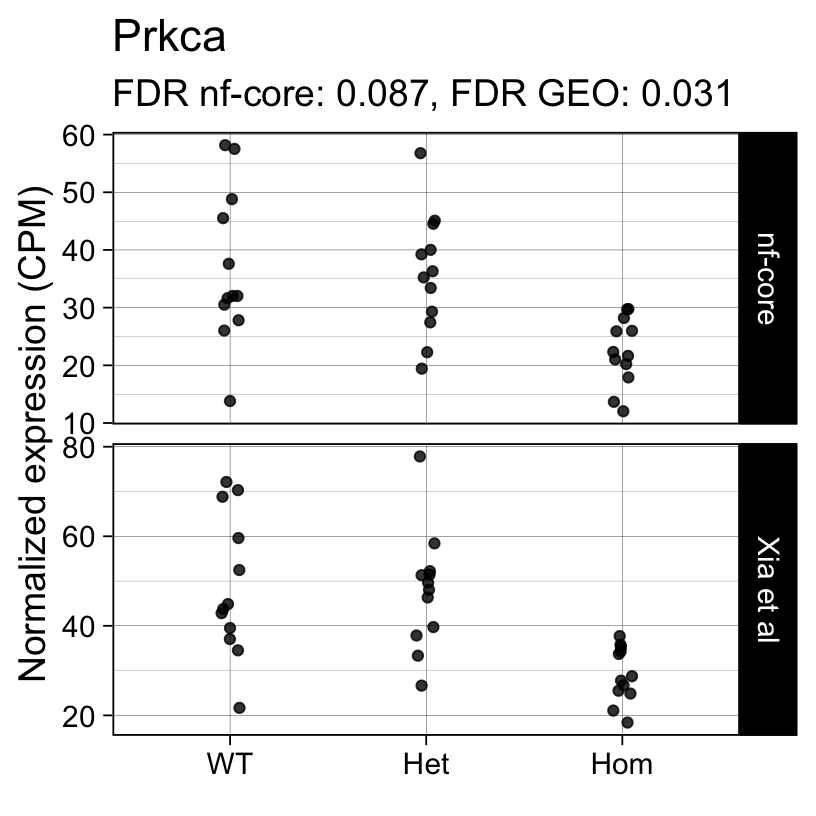 Prkca
FDR nf-core: 0.087, FDR GEO: 0.031
Normalized expression (CPM)
60
50
40
30
20
10
nf-core
80
60
40
20
Xia et al
WT Het Hom